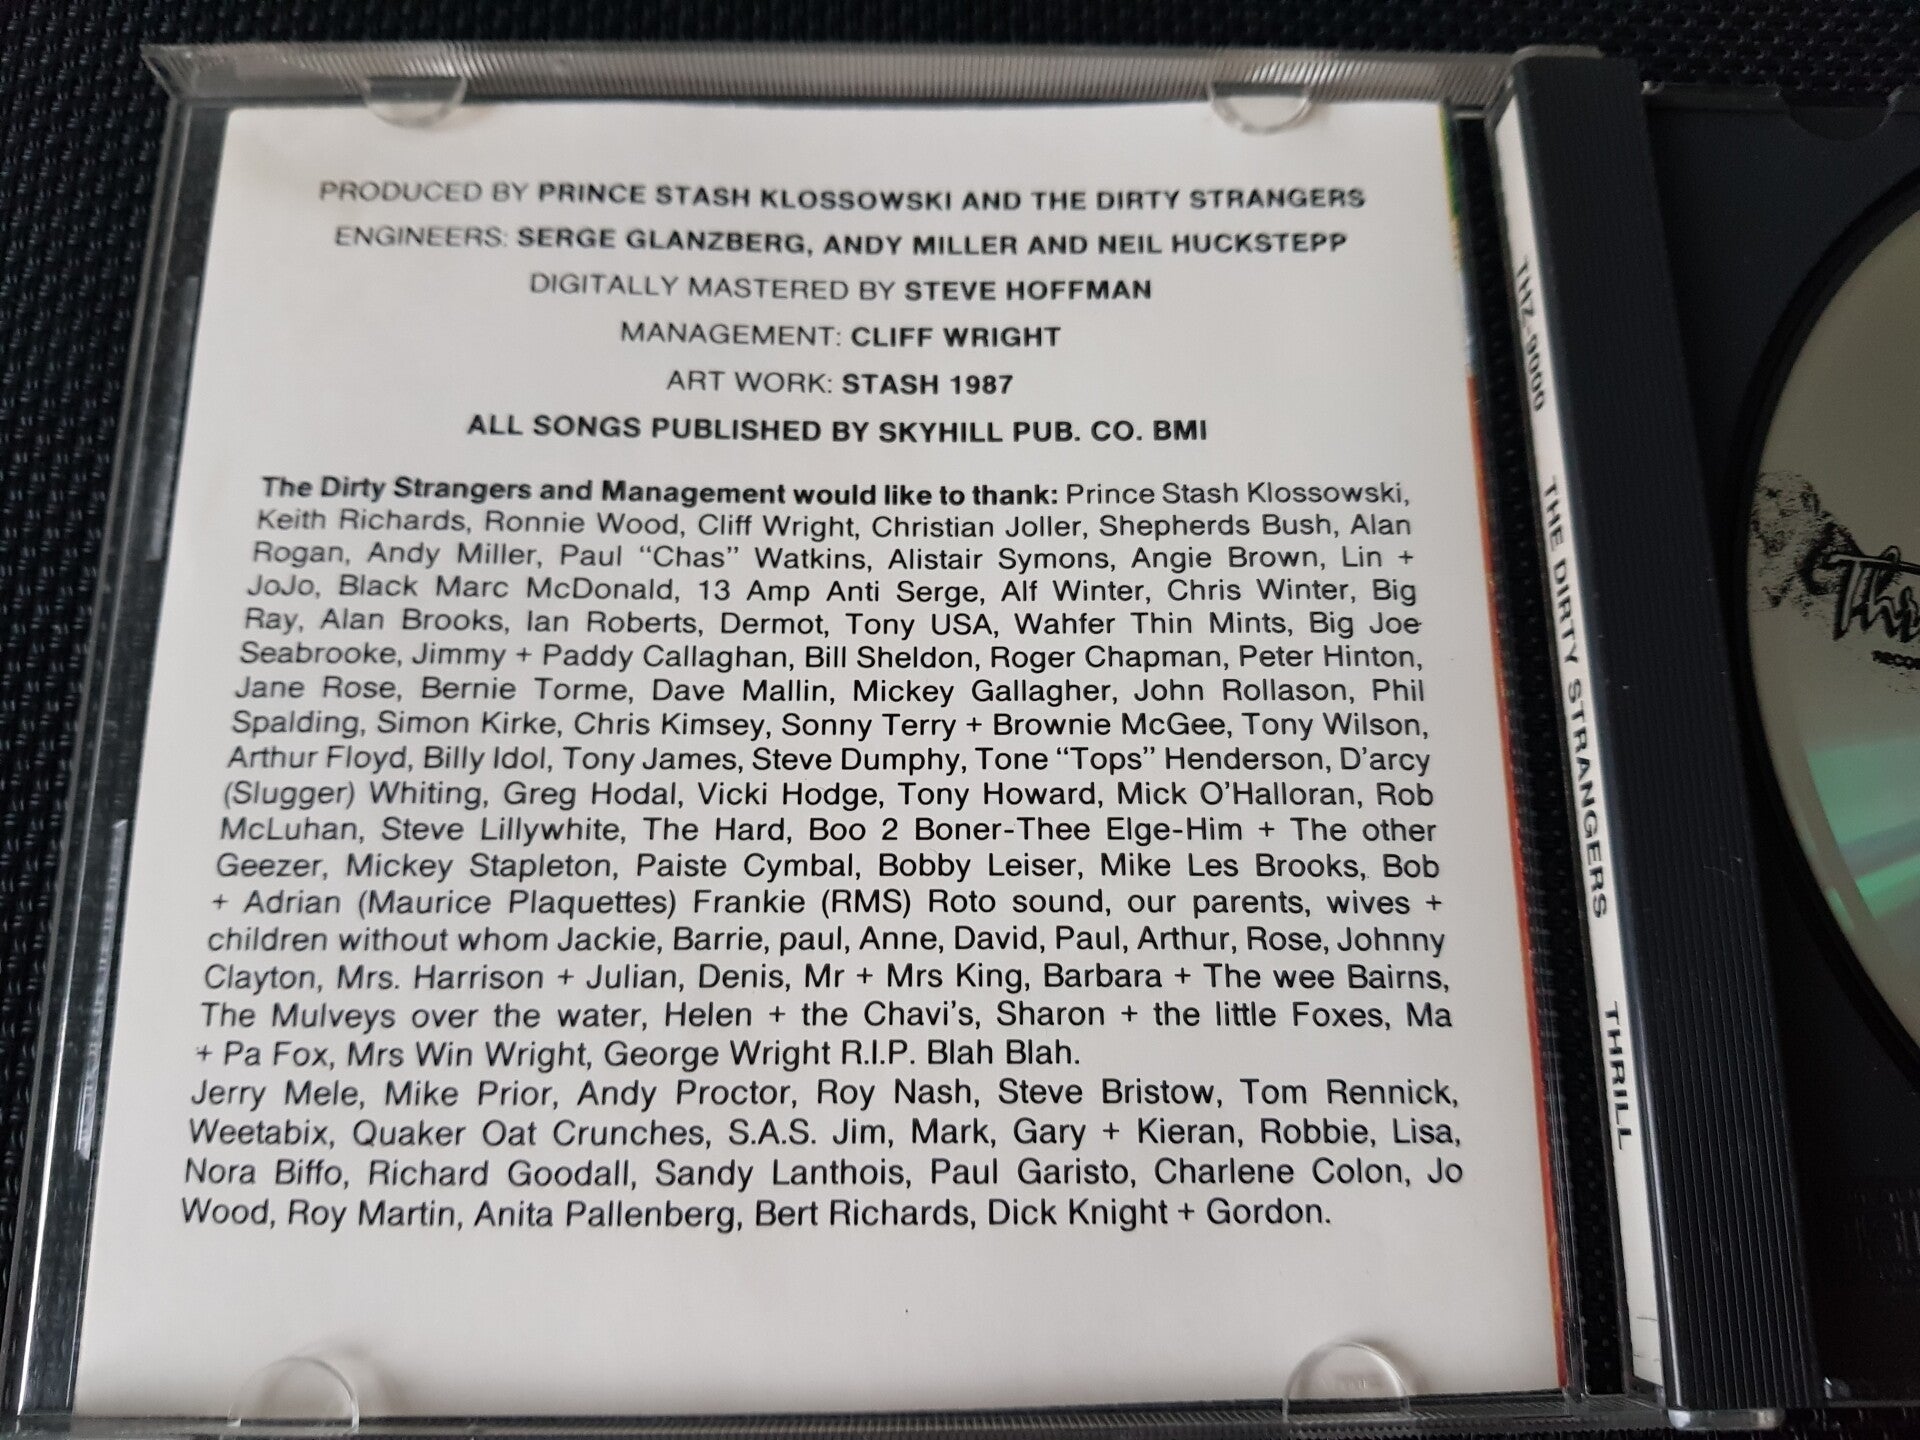 PRODUCED BY PRINCE STASH KLOSSOWSKI AND THE DIRTY STRANGERS
ENGINEERS: SERGE GLANZBERG, ANDY MILLER AND NEIL HUCKSTEPP
DIGITALLY MASTERED BY STEVE HOFFMAN
MANAGEMENT: CLIFF WRIGHT
ART WORK: STASH 1987
ALL SONGS PUBLISHED BY SKYHILL PUB. CO. BMI
The Dirty Strangers and Management would like to thank: Prince Stash Klossowski,
Keith Richards, Ronnie Wood, Cliff Wright, Christian Joller, Shepherds Bush, Alan
Rogan, Andy Miller, Paul “Chas” Watkins, Alistair Symons, Angie Brown, Lin +
JoJo, Black Marc McDonald, 13 Amp Anti Serge, Alf Winter, Chris Winter, Big
Ray, Alan Brooks, Ian Roberts, Dermot, Tony USA, Wahfer Thin Mints, Big Joe
Seabrooke, Jimmy + Paddy Callaghan, Bill Sheldon, Roger Chapman, Peter Hinton,
Jane Rose, Bernie Torme, Dave Mallin, Mickey Gallagher, John Rollason, Phil
Spalding, Simon Kirke, Chris Kimsey, Sonny Terry + Brownie McGee, Tony Wilson,
Arthur Floyd, Billy Idol, Tony James, Steve Dumphy, Tone “Tops” Henderson, D’arcy
(Slugger) Whiting, Greg Hodal, Vicki Hodge, Tony Howard, Mick O’Halloran, Rob
McLuhan, Steve Lillywhite, The Hard, Boo 2 Boner-Thee Elge-Him + The other
Geezer, Mickey Stapleton, Paiste Cymbal, Bobby Leiser, Mike Les Brooks, Bob
+ Adrian (Maurice Plaquettes) Frankie (RMS) Roto sound, our parents, wives +
children without whom Jackie, Barrie, paul, Anne, David, Paul, Arthur, Rose, Johnny
Clayton, Mrs. Harrison + Julian, Denis, Mr + Mrs King, Barbara + The wee Bairns,
The Mulveys over the water, Helen + the Chavi’s, Sharon + the little Foxes, Ma
+ Pa Fox, Mrs Win Wright, George Wright R.I.P. Blah Blah.
Jerry Mele, Mike Prior, Andy Proctor, Roy Nash, Steve Bristow, Tom Rennick,
Weetabix, Quaker Oat Crunches, S.A.S. Jim, Mark, Gary + Kieran, Robbie, Lisa,
Nora Biffo, Richard Goodall, Sandy Lanthois, Paul Garisto, Charlene Colon, Jo
Wood, Roy Martin, Anita Pallenberg, Bert Richards, Dick Knight + Gordon.
THZ-9000 THE DIRTY STRANGERS THRILL